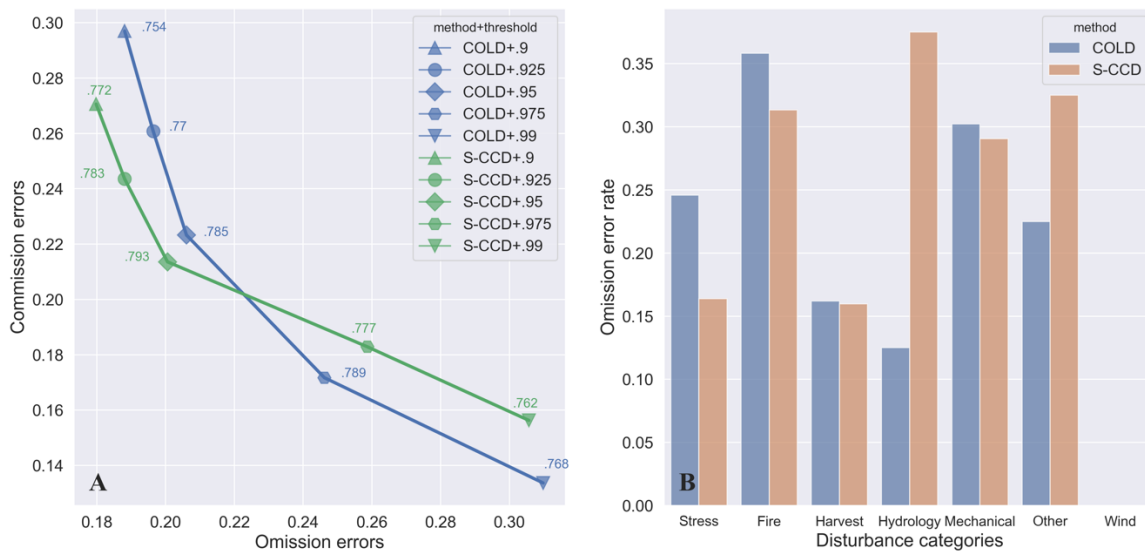 Commission errors
0.30
0.28
0.26
0.24
0.22
0.20
0.18
0.16
0.14
.754
.772
.77
.783
.785
.793
.777
.789
.762
.768
method+threshold
COLD+.9
COLD+.925
COLD+.95
COLD+.975
COLD+.99
S-CCD+.9
S-CCD+.925
S-CCD+.95
S-CCD+.975
S-CCD+.99
A
0.18 0.20 0.22 0.24 0.26 0.28 0.30
Omission errors
Omission error rate
0.35
0.30
0.25
0.20
0.15
0.10
0.05
0.00
method
COLD
S-CCD
B
Stress Fire Harvest Hydrology Mechanical Other Wind
Disturbance categories